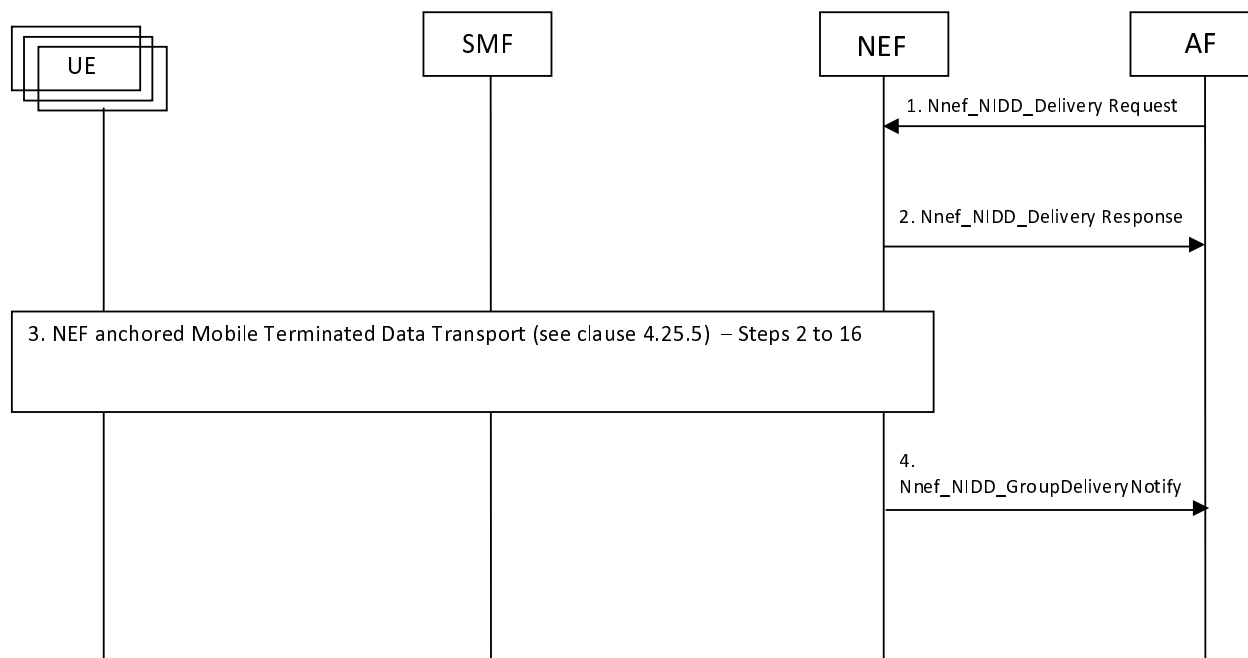 UE
SMF
NEF
AF
1. Nnef_NIDD_Delivery Request
2. Nnef_NIDD_Delivery Response
3. NEF anchored Mobile Terminated Data Transport (see clause 4.25.5) – Steps 2 to 16
4.
Nnef_NIDD_GroupDeliveryNotify